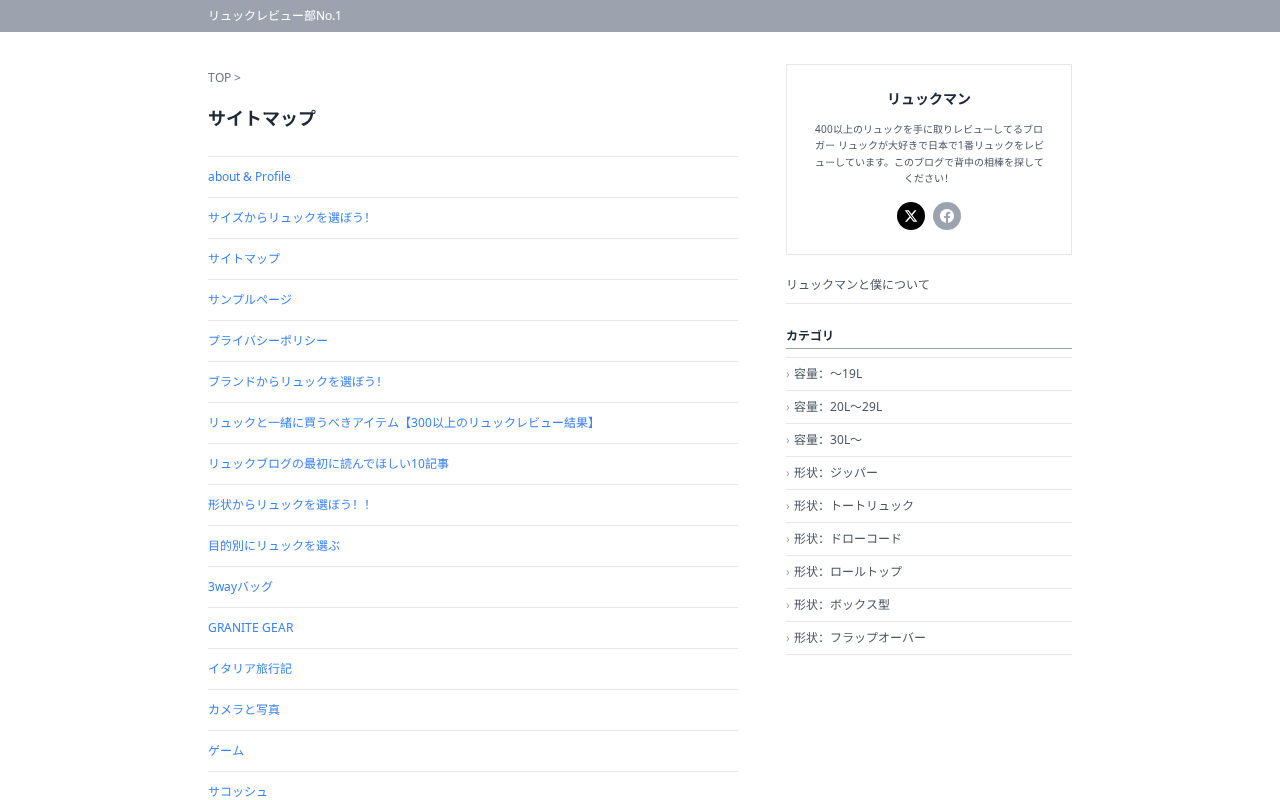 リュックレビュー部No.1
TOP >
サイトマップ
about & Profile
サイズからリュックを選ぼう!
サイトマップ
サンプルページ
プライバシーポリシー
ブランドからリュックを選ぼう!
リュックと一緒に買うべきアイテム【300以上のリュックレビュー結果】
リュックブログの最初に読んでほしい10記事
形状からリュックを選ぼう！！
目的別にリュックを選ぶ
3wayバッグ
GRANITE GEAR
イタリア旅行記
カメラと写真
ゲーム
サコッシュ
リュックマン
400以上のリュックを手に取りレビューしてるブロ
ガー リュックが大好きで日本で1番リュックをレビ
ューしています。このブログで背中の相棒を探して
ください!
リュックマンと僕について
カテゴリ
› 容量：〜19L
› 容量：20L〜29L
› 容量：30L〜
› 形状：ジッパー
› 形状：トートリュック
› 形状：ドローコード
› 形状：ロールトップ
› 形状：ボックス型
› 形状：フラップオーバー